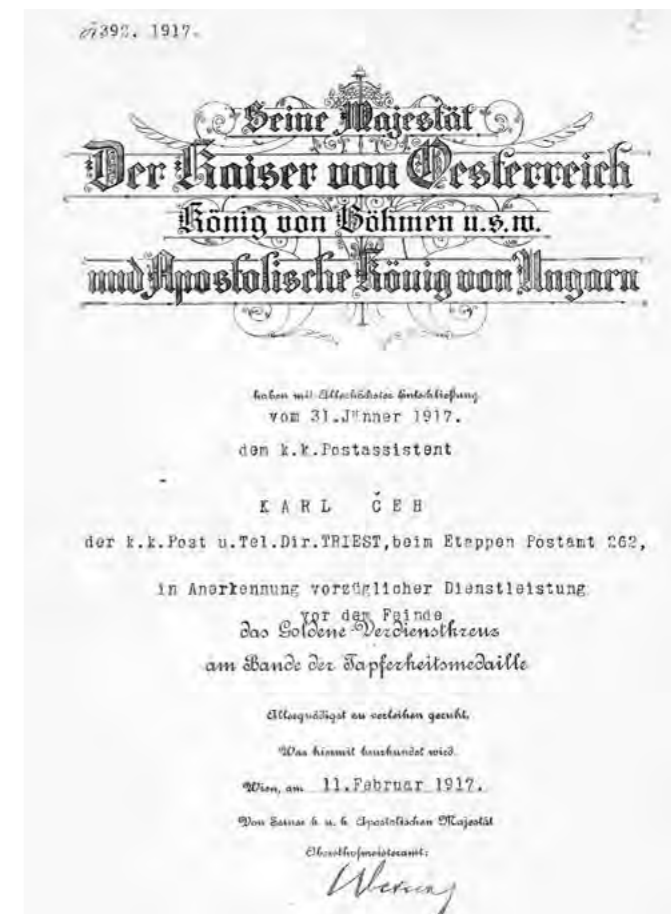 392. 1917.
Seine Majestät
Der Kaiser von Oesterreich
König von Böhmen u.s.w.
und Apostolische König von Ungarn
haben mit Allerhöchster Entschließung
vom 31.Jänner 1917.
dem k.k.Postassistent
KARL ČEH
der k.k.Post u.Tel.Dir.TRIEST,beim Etappen Postamt 262,
in Anerkennung vorzüglicher Dienstleistung
vor dem Feinde
das Goldene Verdienstkreuz
am Bande der Tapferkeitsmedaille
Allergnädigst zu verleihen geruht.
Was hiemit beurkundet wird.
Wien, am 11.Februar 1917.
Von Seiner k. u. k. Apostolischen Majestät
Obersthofmeisteramt: